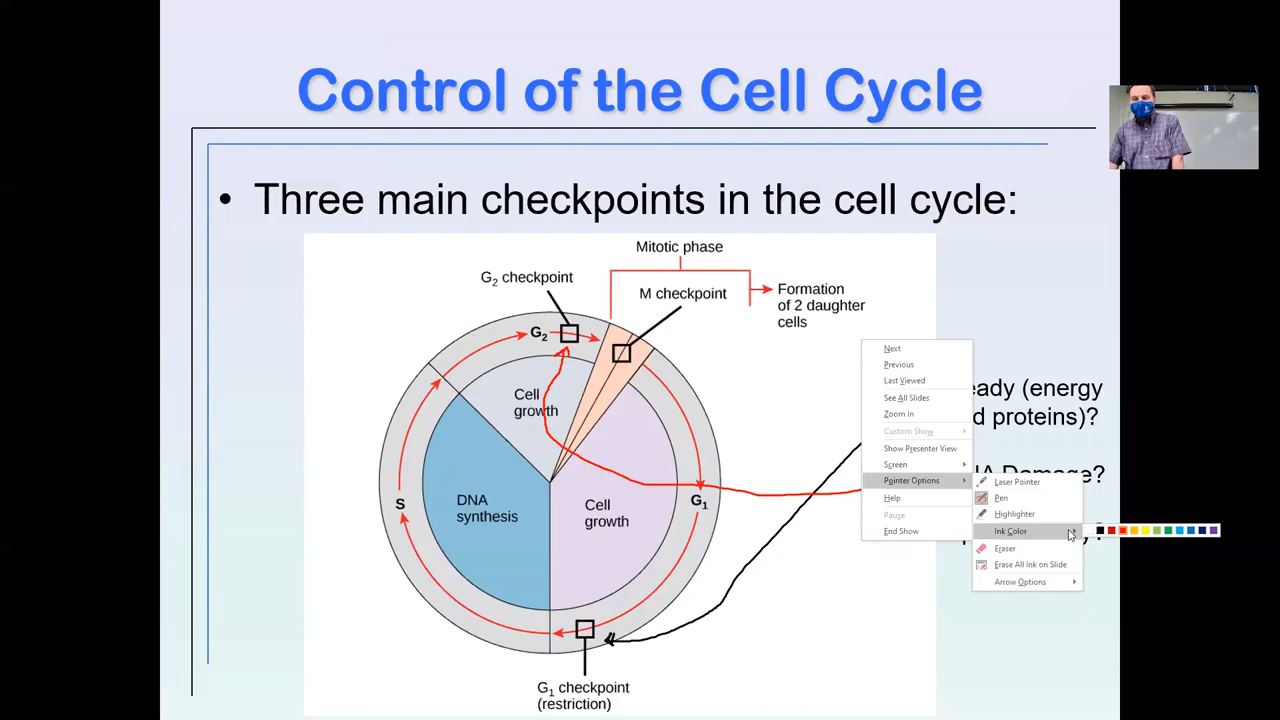 Control of the Cell Cycle
• Three main checkpoints in the cell cycle:
Mitotic phase
G₂ checkpoint
M checkpoint
Formation
of 2 daughter
cells
G₂
Cell
growth
S
DNA
synthesis
Cell
growth
G₁
G₁ checkpoint
(restriction)
eady (energy
d proteins)?
A Damage?
)?
Next
Previous
Last Viewed
See All Slides
Zoom In
Custom Show
Show Presenter View
Screen
Pointer Options
Help
Pause
End Show
Laser Pointer
Pen
Highlighter
Ink Color
Eraser
Erase All Ink on Slide
Arrow Options